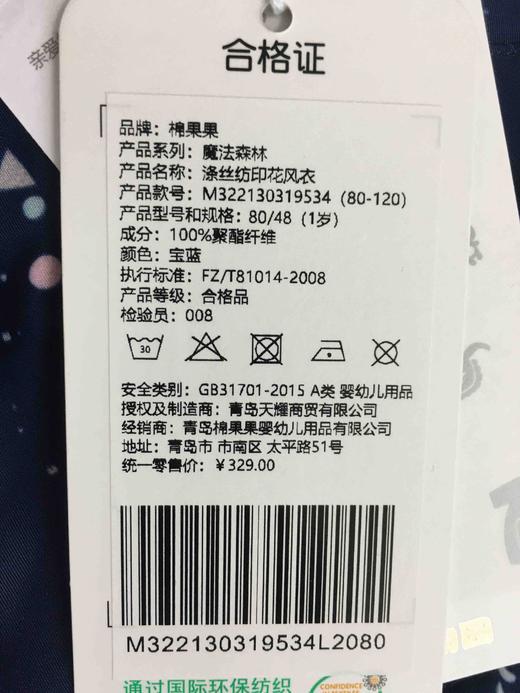 亲爱
合格证
品牌：棉果果
产品系列：魔法森林
产品名称：涤丝纺印花风衣
产品款号：M322130319534（80-120）
产品型号和规格：80/48（1岁）
成分：100%聚酯纤维
颜色：宝蓝
执行标准：FZ/T81014-2008
产品等级：合格品
检验员：008
30
安全类别：GB31701-2015 A类 婴幼儿用品
授权及制造商：青岛天耀商贸有限公司
经销商：青岛棉果果婴幼儿用品有限公司
地址：青岛市 市南区 太平路51号
统一零售价：￥329.00
M322130319534L2080
通过国际环保纺织
CONFIDENCE